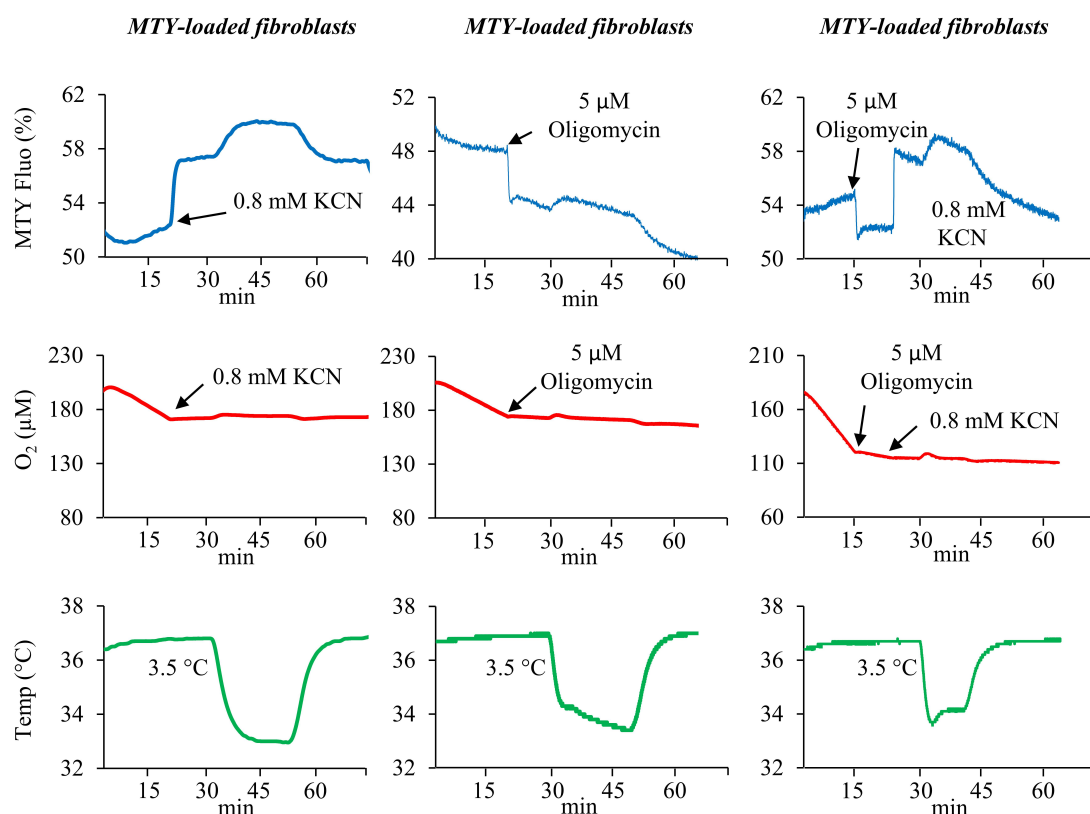 MTY-loaded fibroblasts
MTY-loaded fibroblasts
MTY-loaded fibroblasts
MTY Fluo (%)
62
58
54
50
0.8 mM KCN
15
30
45
60
min
52
48
44
40
5 µM
Oligomycin
15
30
45
60
min
62
58
54
50
5 µM
Oligomycin
0.8 mM
KCN
15
30
45
60
min
O2 (µM)
230
180
130
80
0.8 mM KCN
15
30
45
60
min
230
180
130
80
5 µM
Oligomycin
15
30
45
60
min
210
160
110
60
5 µM
Oligomycin
0.8 mM KCN
15
30
45
60
min
Temp (°C)
38
36
34
32
3.5 °C
15
30
45
60
min
38
36
34
32
3.5 °C
15
30
45
60
min
38
36
34
32
3.5 °C
15
30
45
60
min